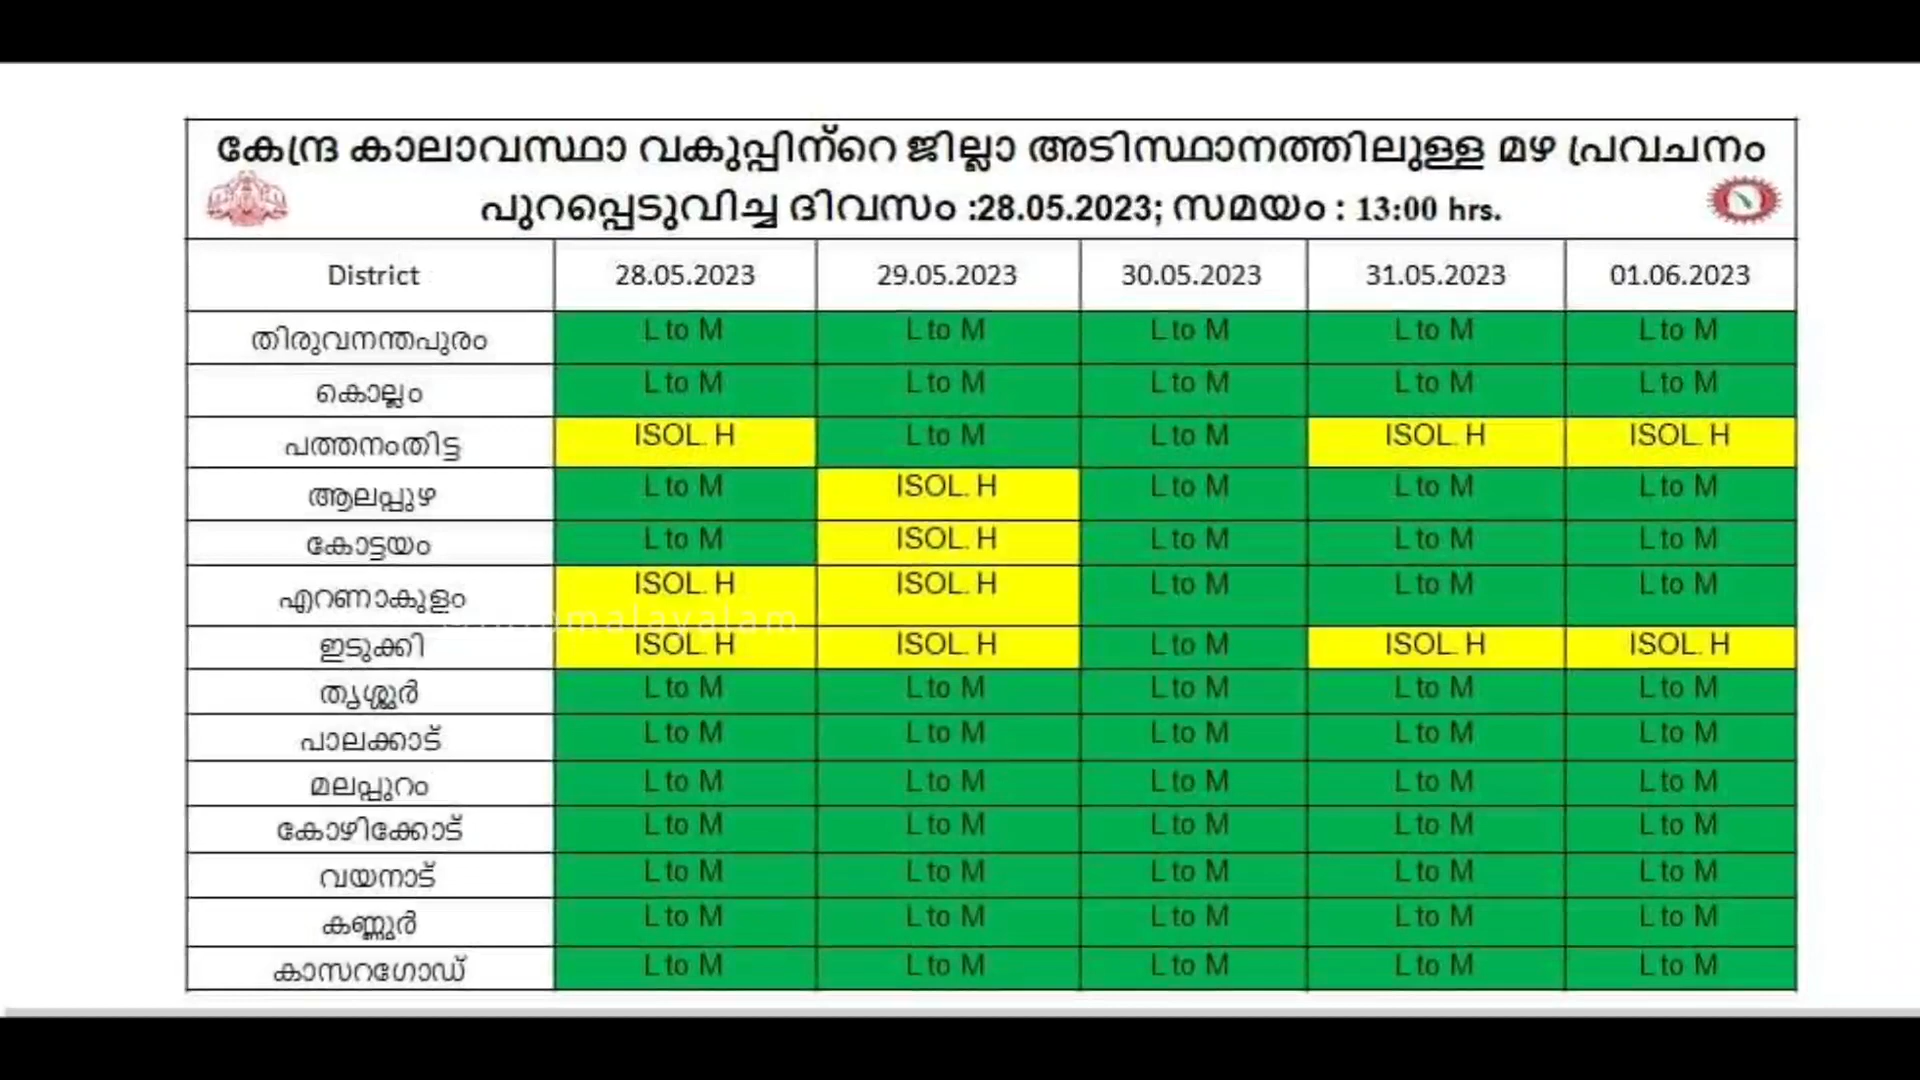 കേന്ദ്ര കാലാവസ്ഥാ വകുപ്പിന്റെ ജില്ലാ അടിസ്ഥാനത്തിലുള്ള മഴ പ്രവചനം
പുറപ്പെടുവിച്ച ദിവസം :28.05.2023; സമയം : 13:00 hrs.
District 28.05.2023 29.05.2023 30.05.2023 31.05.2023 01.06.2023
തിരുവനന്തപുരം L to M L to M L to M L to M L to M
കൊല്ലം L to M L to M L to M L to M L to M
പത്തനംതിട്ട ISOL. H L to M L to M ISOL. H ISOL. H
ആലപ്പുഴ L to M ISOL. H L to M L to M L to M
കോട്ടയം L to M ISOL. H L to M L to M L to M
എറണാകുളം ISOL. H ISOL. H L to M L to M L to M
ഇടുക്കി ISOL. H ISOL. H L to M ISOL. H ISOL. H
തൃശ്ശൂർ L to M L to M L to M L to M L to M
പാലക്കാട് L to M L to M L to M L to M L to M
മലപ്പുറം L to M L to M L to M L to M L to M
കോഴിക്കോട് L to M L to M L to M L to M L to M
വയനാട് L to M L to M L to M L to M L to M
കണ്ണൂർ L to M L to M L to M L to M L to M
കാസറഗോഡ് L to M L to M L to M L to M L to M